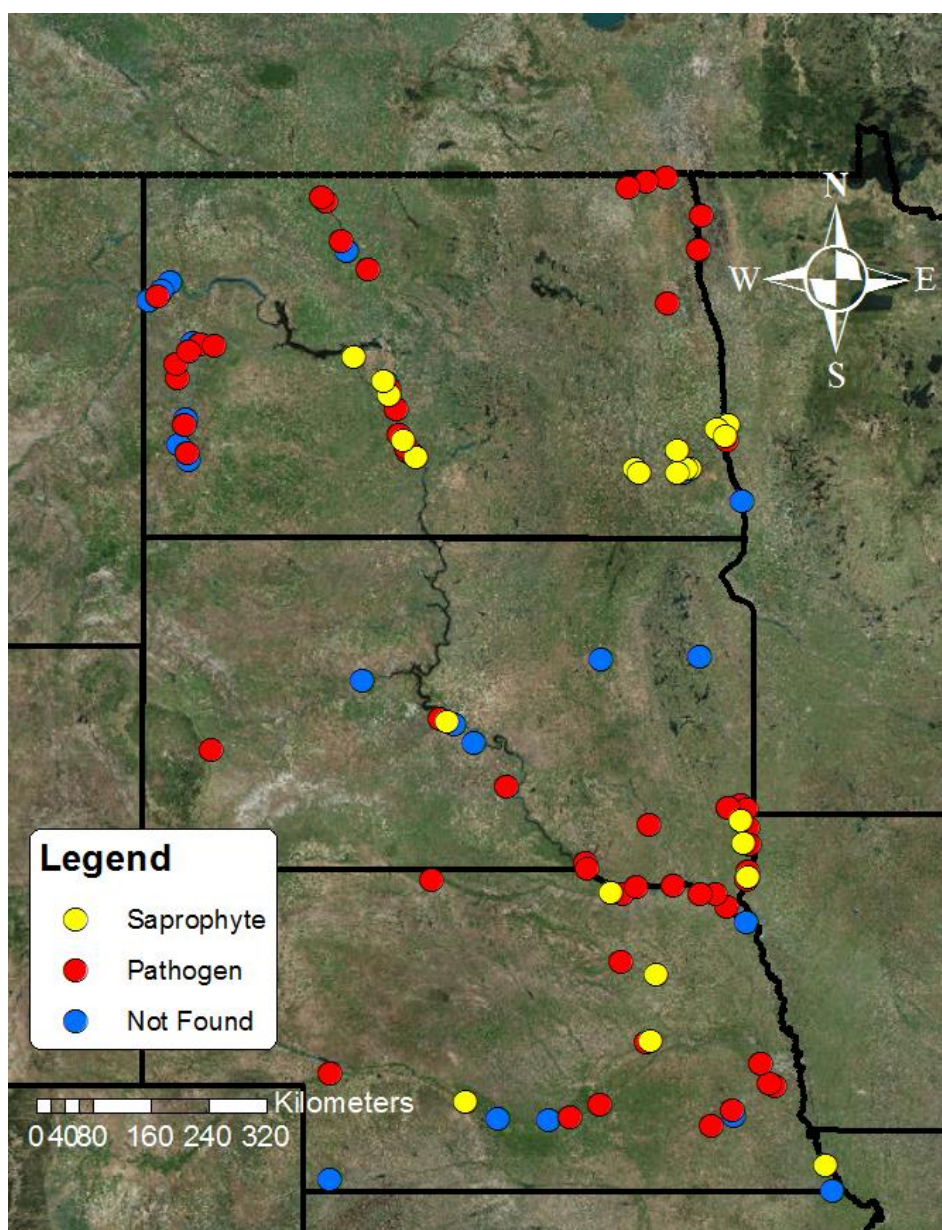 N
W E
S
Legend
Saprophyte
Pathogen
Not Found
Kilometers
0 40 80 160 240 320